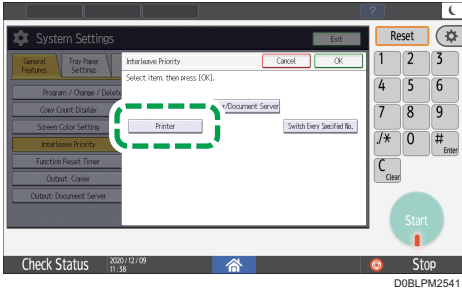 ?
System Settings
Exit
Reset
General Features
Tray Paper Settings
Interleave Priority
Cancel
OK
Select item, then press [OK].
Program / Change / Delete
/Document Server
Copy Count Display
Printer
Switch Every Specified No.
Screen Color Setting
Interleave Priority
Function Reset Timer
Output: Copier
Output: Document Server
1 2 3
4 5 6
7 8 9
./* 0 #
Enter
C
Clear
Start
Check Status
2020/12/09
11:38
Stop
D0BLPM2541